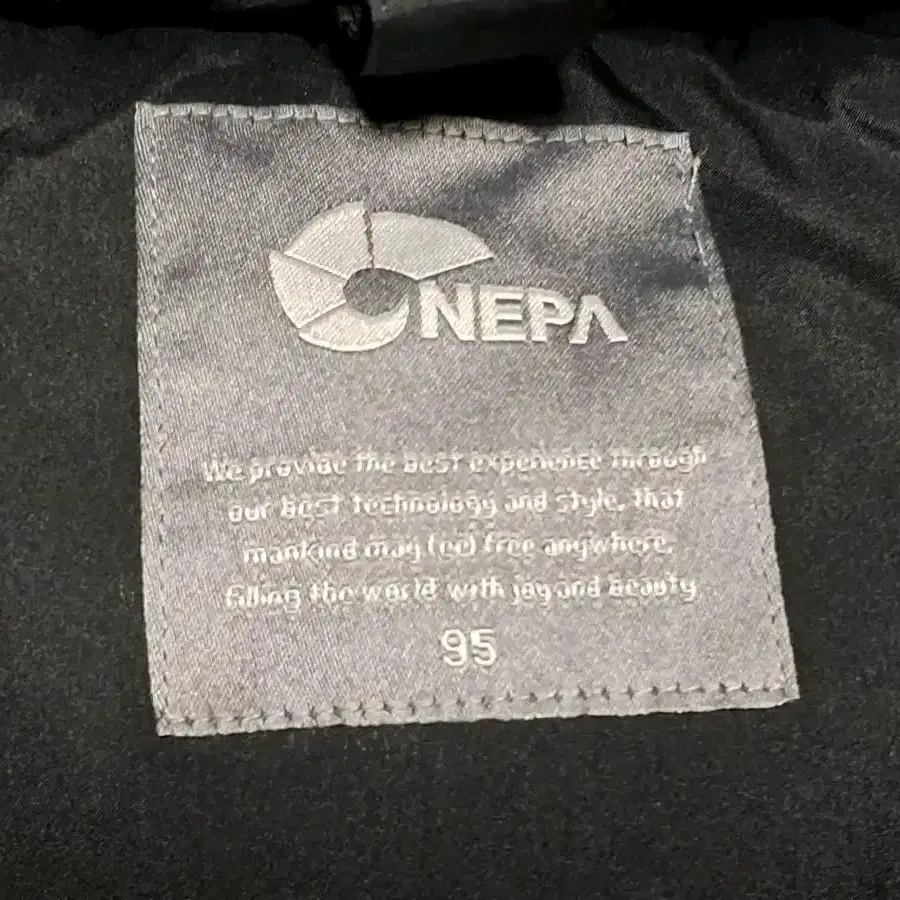 NEPA
We provide the best experience through
our best technology and style, that
mankind may feel free anywhere,
filling the world with joy and beauty
95